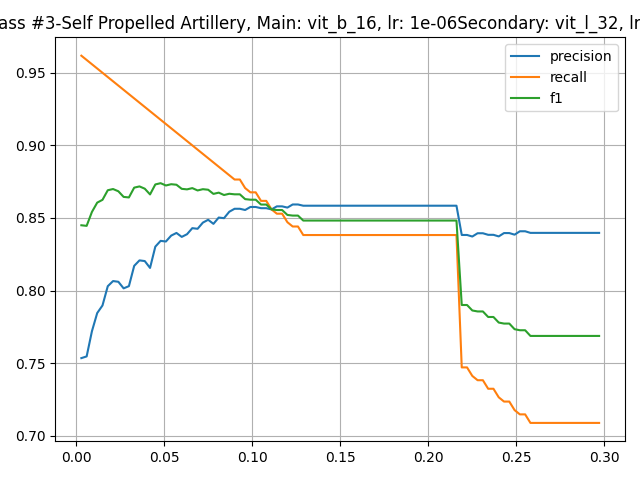 ass #3-Self Propelled Artillery, Main: vit_b_16, lr: 1e-06Secondary: vit_l_32, lr
precision
recall
f1
0.95
0.90
0.85
0.80
0.75
0.70
0.00 0.05 0.10 0.15 0.20 0.25 0.30